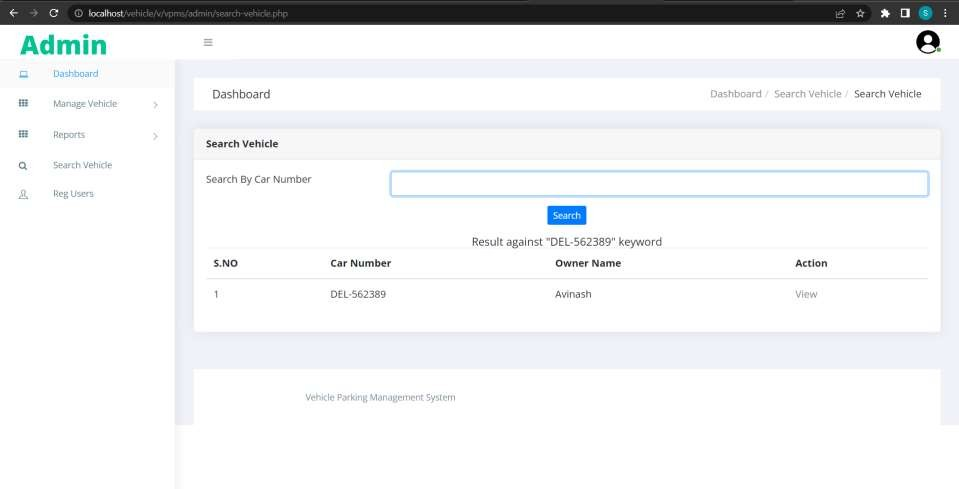 localhost/vehicle/v/vpms/admin/search-vehicle.php
S
Admin
Dashboard
Manage Vehicle
Reports
Search Vehicle
Reg Users
Dashboard
Dashboard / Search Vehicle / Search Vehicle
Search Vehicle
Search By Car Number
Search
Result against "DEL-562389" keyword
S.NO Car Number Owner Name Action
1 DEL-562389 Avinash View
Vehicle Parking Management System